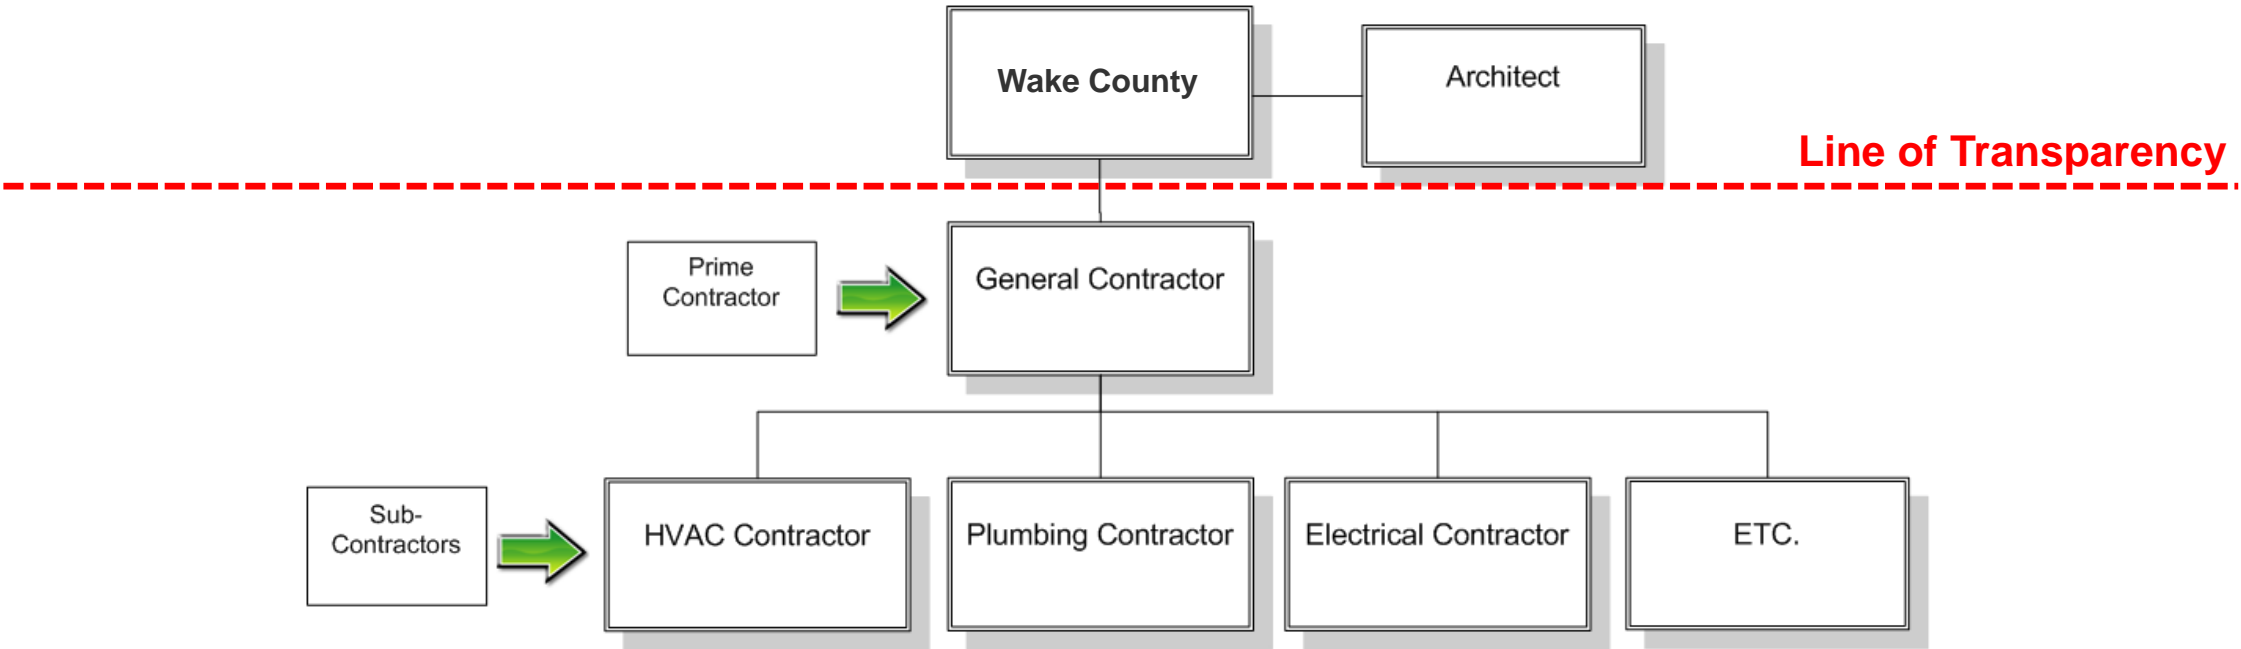 Wake County
Architect
Line of Transparency
Prime
Contractor
General Contractor
Sub-
Contractors
HVAC Contractor
Plumbing Contractor
Electrical Contractor
ETC.